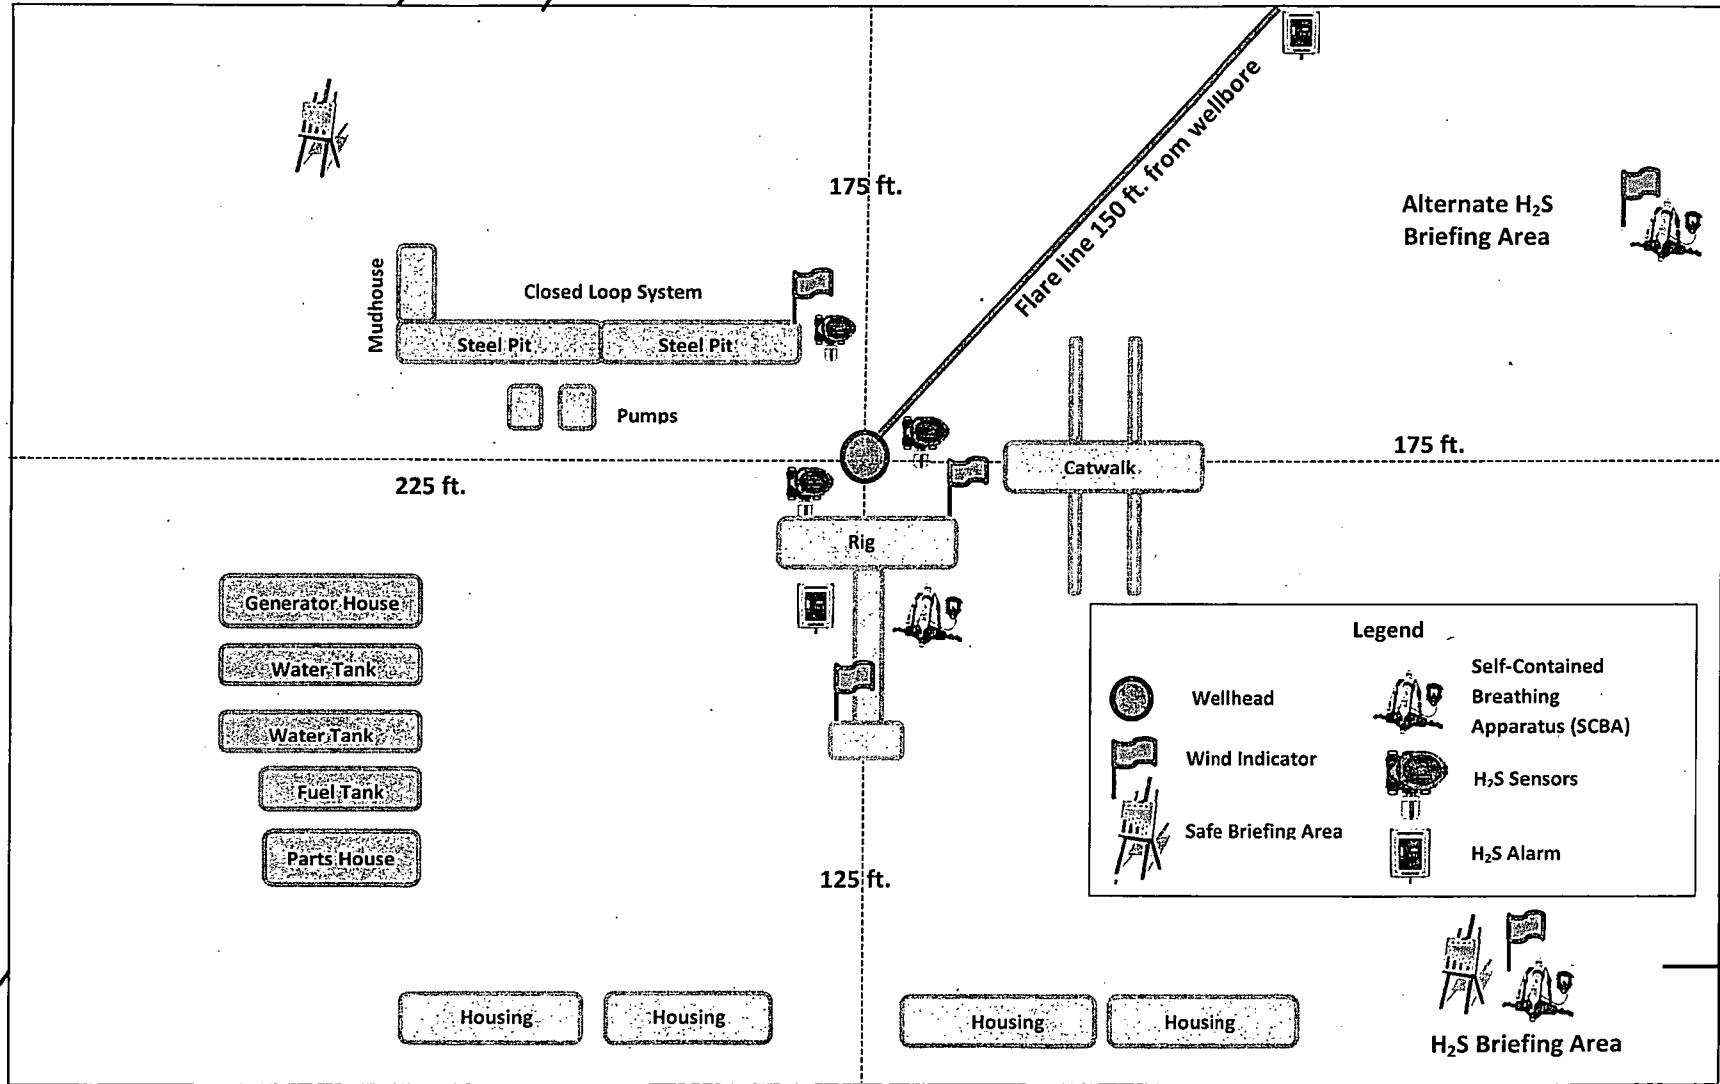 175 ft.
Flare line 150 ft. from wellbore
Alternate H₂S
Briefing Area
Mudhouse
Closed Loop System
Steel Pit
Steel Pit
Pumps
225 ft.
Catwalk
175 ft.
Rig
Generator House
Water Tank
Water Tank
Fuel Tank
Parts House
125 ft.
Legend
Wellhead
Self-Contained
Breathing
Apparatus (SCBA)
Wind Indicator
H₂S Sensors
Safe Briefing Area
H₂S Alarm
Housing
Housing
Housing
Housing
H₂S Briefing Area